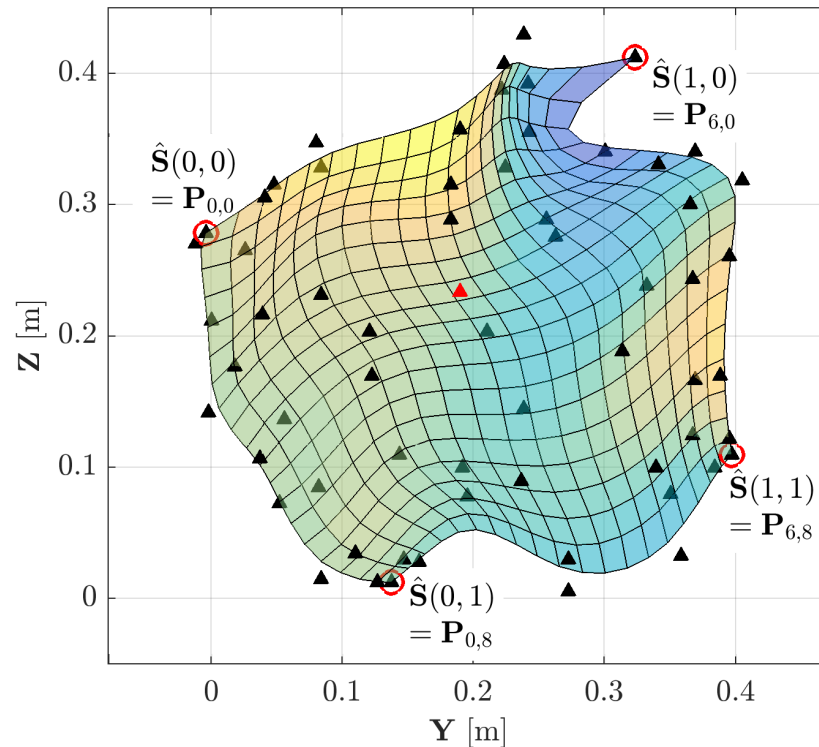 0.4
0.3
0.2
0.1
0
Z [m]
0
0.1
0.2
0.3
0.4
Y [m]
Ŝ(0,0)
= P₀,₀
Ŝ(1,0)
= P₆,₀
Ŝ(1,1)
= P₆,₈
Ŝ(0,1)
= P₀,₈